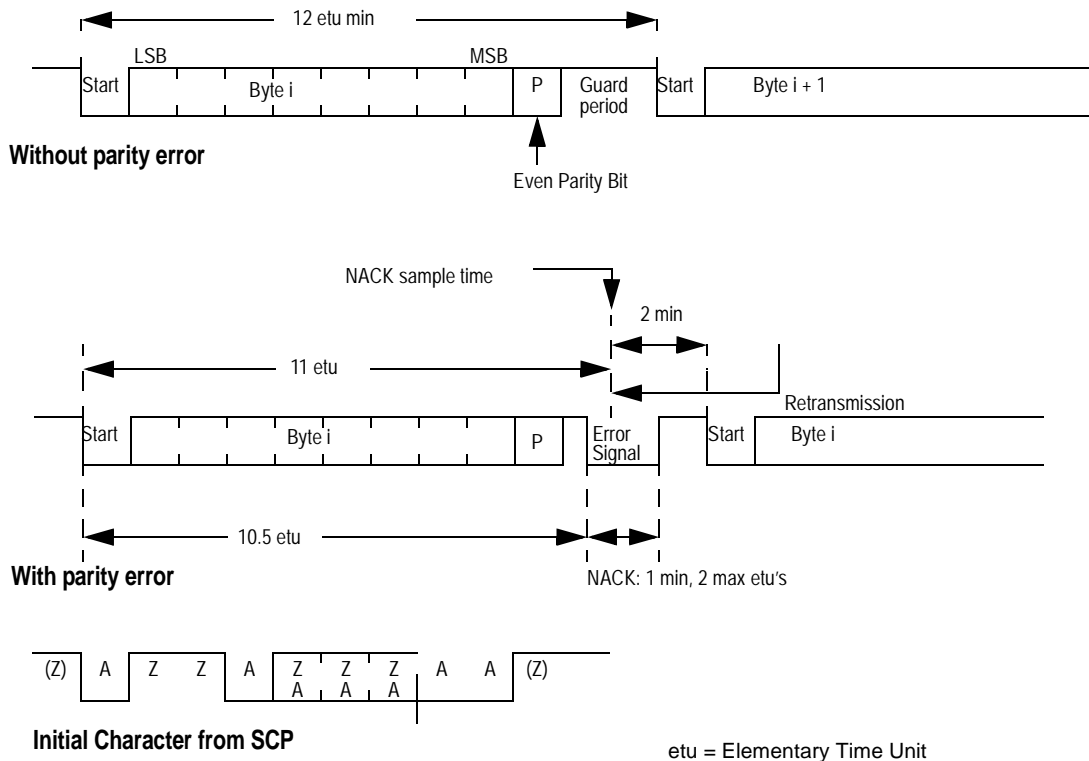 12 etu min
LSB
MSB
Start
Byte i
P
Guard
period
Start
Byte i + 1
Without parity error
Even Parity Bit
NACK sample time
2 min
11 etu
Retransmission
Start
Byte i
P
Error
Signal
Start
Byte i
10.5 etu
With parity error
NACK: 1 min, 2 max etu's
(Z) A Z Z A Z Z Z A A (Z)
A A A
Initial Character from SCP
etu = Elementary Time Unit